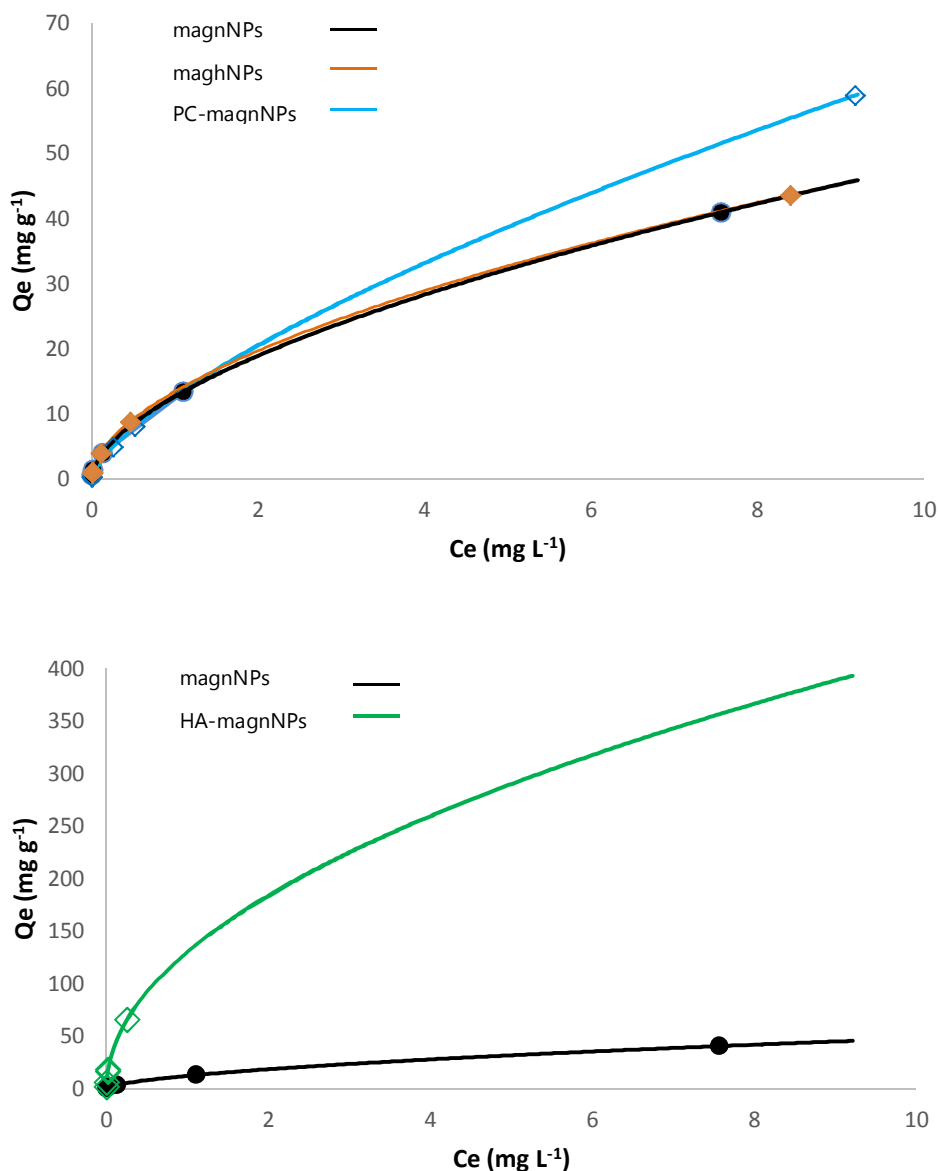 70
60
50
40
30
20
10
0
Qe (mg g⁻¹)
magnNPs
maghNPs
PC-magnNPs
0 2 4 6 8 10
Ce (mg L⁻¹)
400
350
300
250
200
150
100
50
0
Qe (mg g⁻¹)
magnNPs
HA-magnNPs
0 2 4 6 8 10
Ce (mg L⁻¹)